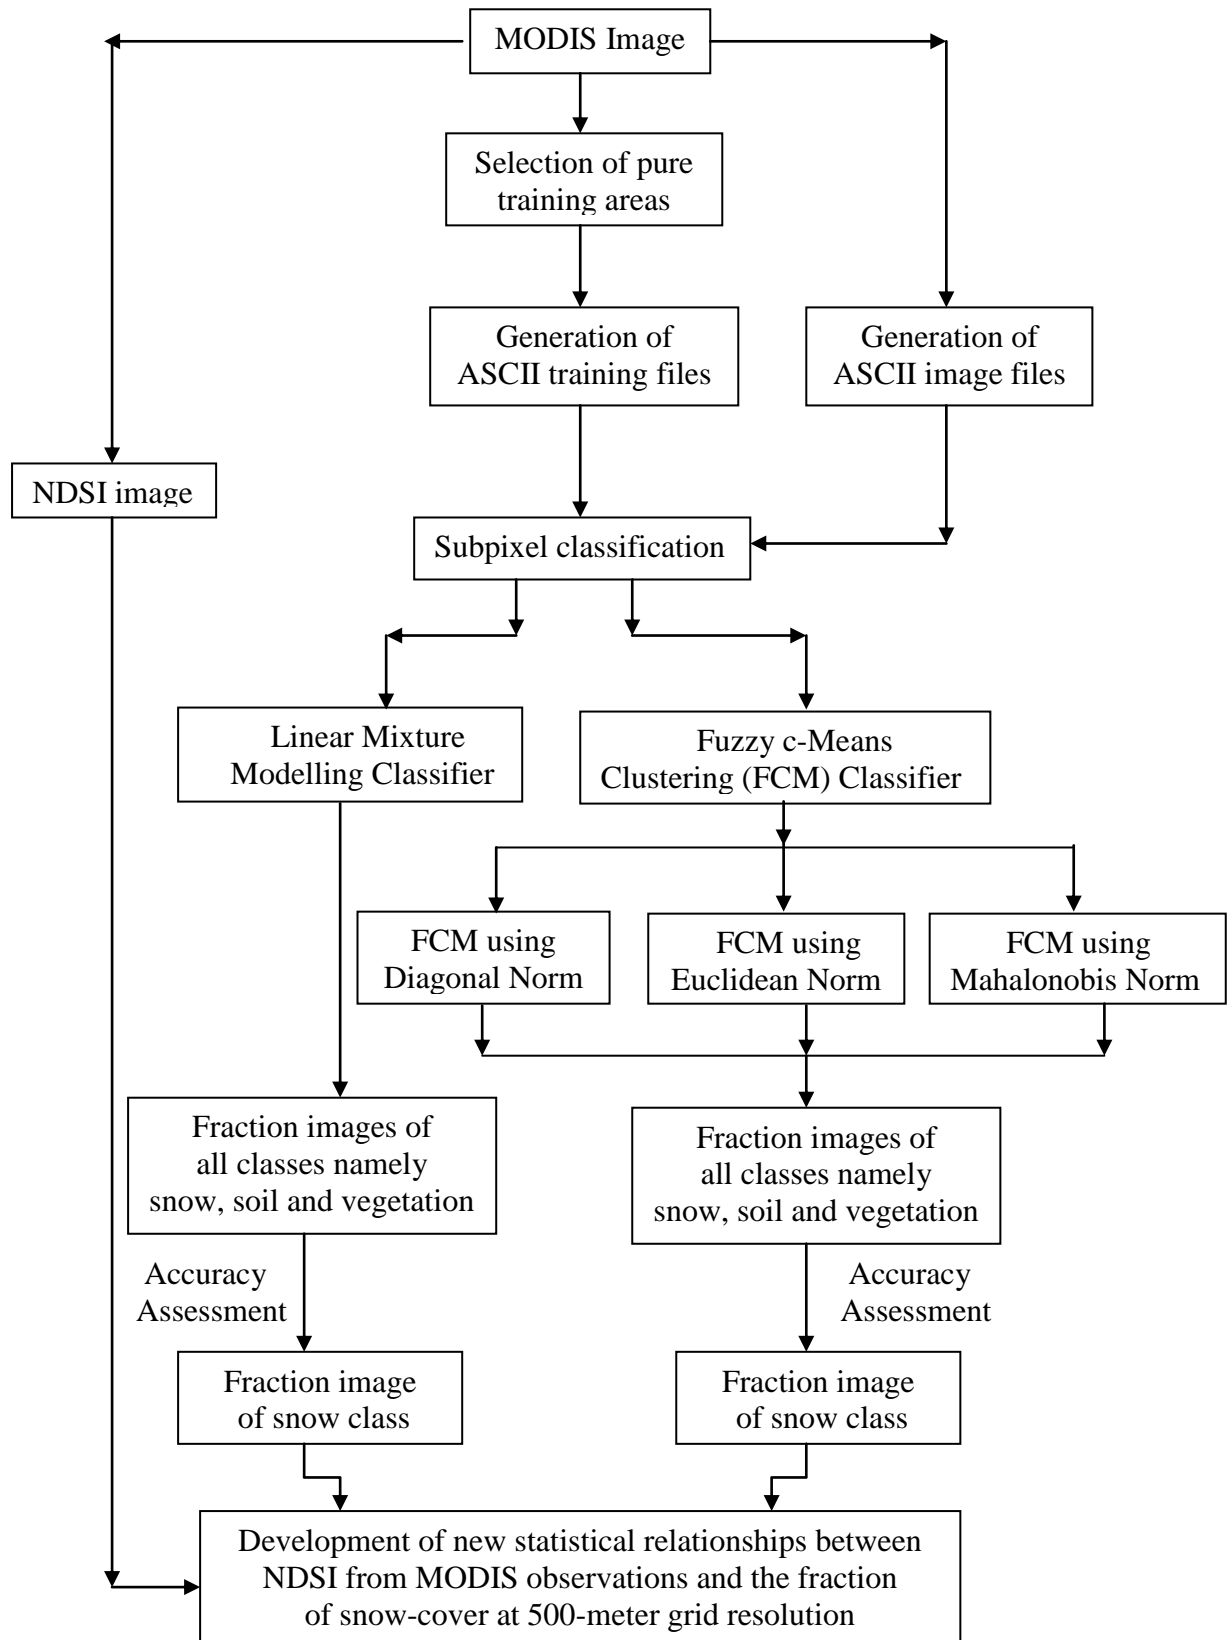 MODIS Image
Selection of pure
training areas
Generation of
ASCII training files
Generation of
ASCII image files
NDSI image
Subpixel classification
Linear Mixture
Modelling Classifier
Fuzzy c-Means
Clustering (FCM) Classifier
FCM using
Diagonal Norm
FCM using
Euclidean Norm
FCM using
Mahalonobis Norm
Fraction images of
all classes namely
snow, soil and vegetation
Fraction images of
all classes namely
snow, soil and vegetation
Accuracy
Assessment
Accuracy
Assessment
Fraction image
of snow class
Fraction image
of snow class
Development of new statistical relationships between
NDSI from MODIS observations and the fraction
of snow-cover at 500-meter grid resolution